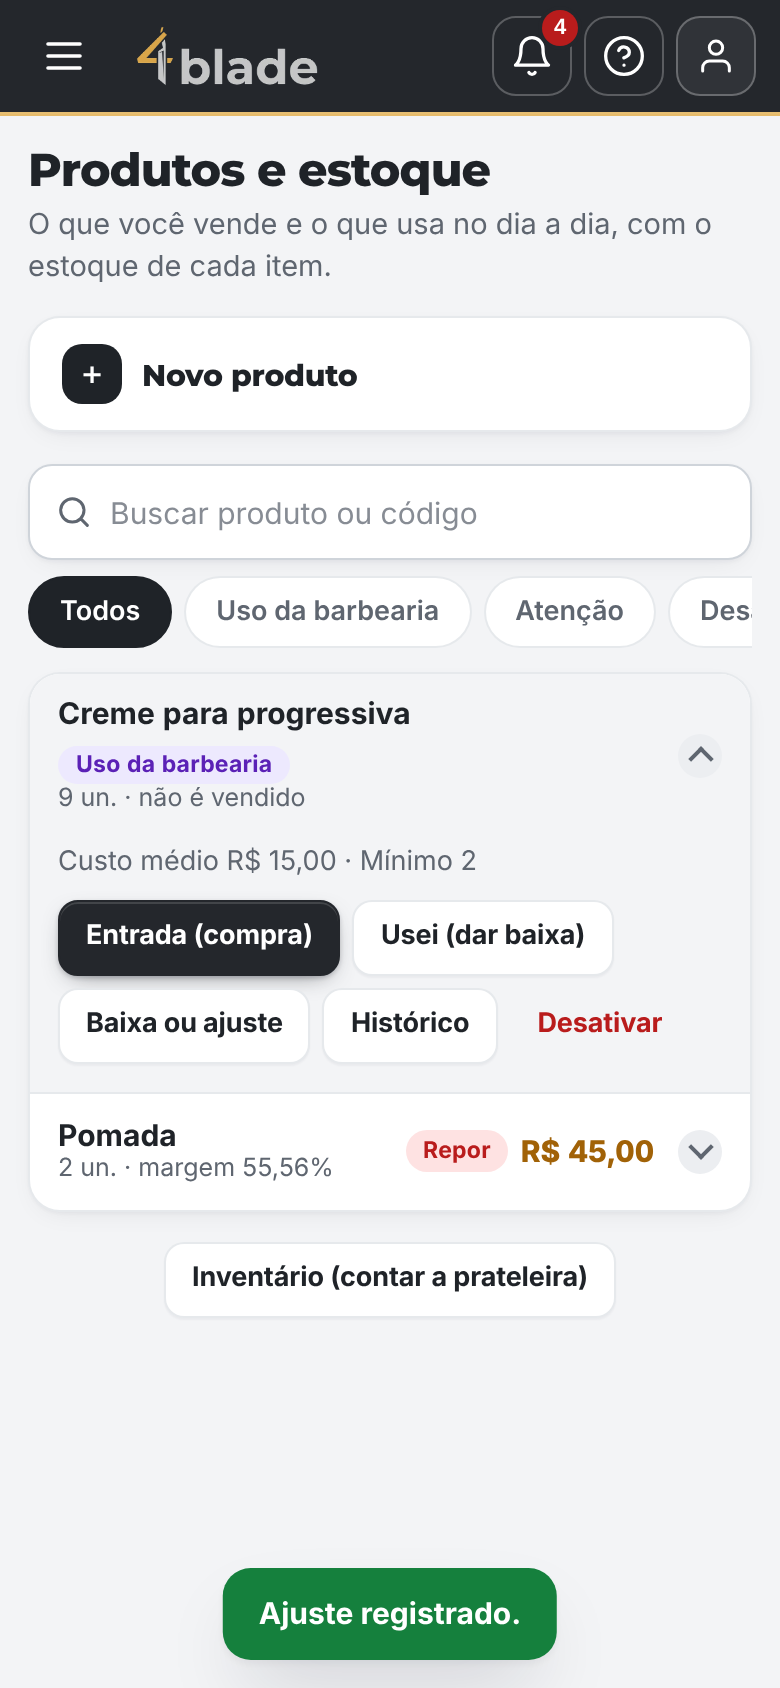 4
4blade
Produtos e estoque
O que você vende e o que usa no dia a dia, com o
estoque de cada item.
+ Novo produto
Buscar produto ou código
Todos Uso da barbearia Atenção Desa
Creme para progressiva
Uso da barbearia
9 un. · não é vendido
Custo médio R$ 15,00 · Mínimo 2
Entrada (compra) Usei (dar baixa)
Baixa ou ajuste Histórico Desativar
Pomada
Repor R$ 45,00
2 un. · margem 55,56%
Inventário (contar a prateleira)
Ajuste registrado.